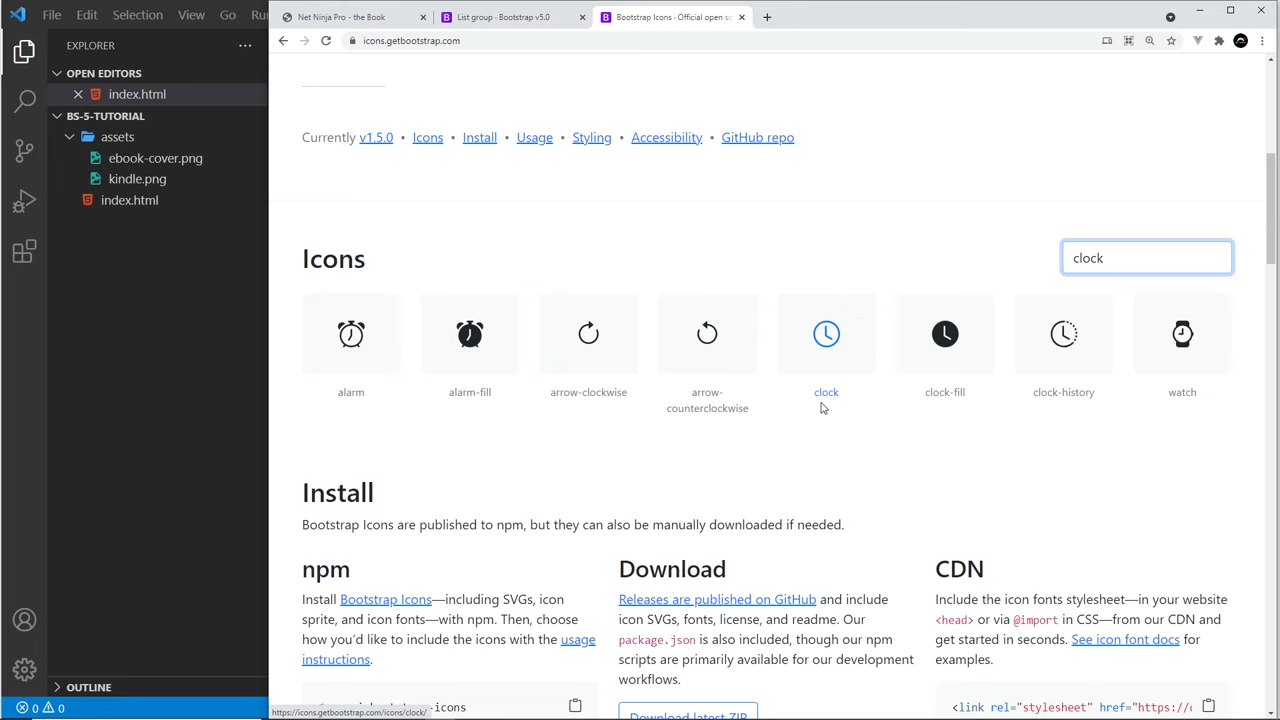 File Edit Selection View Go Ru
Net Ninja Pro - the Book
List group · Bootstrap v5.0
Bootstrap Icons · Official open so
EXPLORER
icons.getbootstrap.com
OPEN EDITORS
index.html
BS-5-TUTORIAL
assets
ebook-cover.png
kindle.png
index.html
OUTLINE
0 0
Currently v1.5.0 • Icons • Install • Usage • Styling • Accessibility • GitHub repo
Icons
clock
alarm
alarm-fill
arrow-clockwise
arrow-counterclockwise
clock
clock-fill
clock-history
watch
Install
Bootstrap Icons are published to npm, but they can also be manually downloaded if needed.
npm
Install Bootstrap Icons—including SVGs, icon
sprite, and icon fonts—with npm. Then, choose
how you'd like to include the icons with the usage
instructions.
Download
Releases are published on GitHub and include
icon SVGs, fonts, license, and readme. Our
package.json is also included, though our npm
scripts are primarily available for our development
workflows.
Download latest ZIP
CDN
Include the icon fonts stylesheet—in your website
<head> or via @import in CSS—from our CDN and
get started in seconds. See icon font docs for
examples.
<link rel="stylesheet" href="https://c
https://icons.getbootstrap.com/icons/clock/